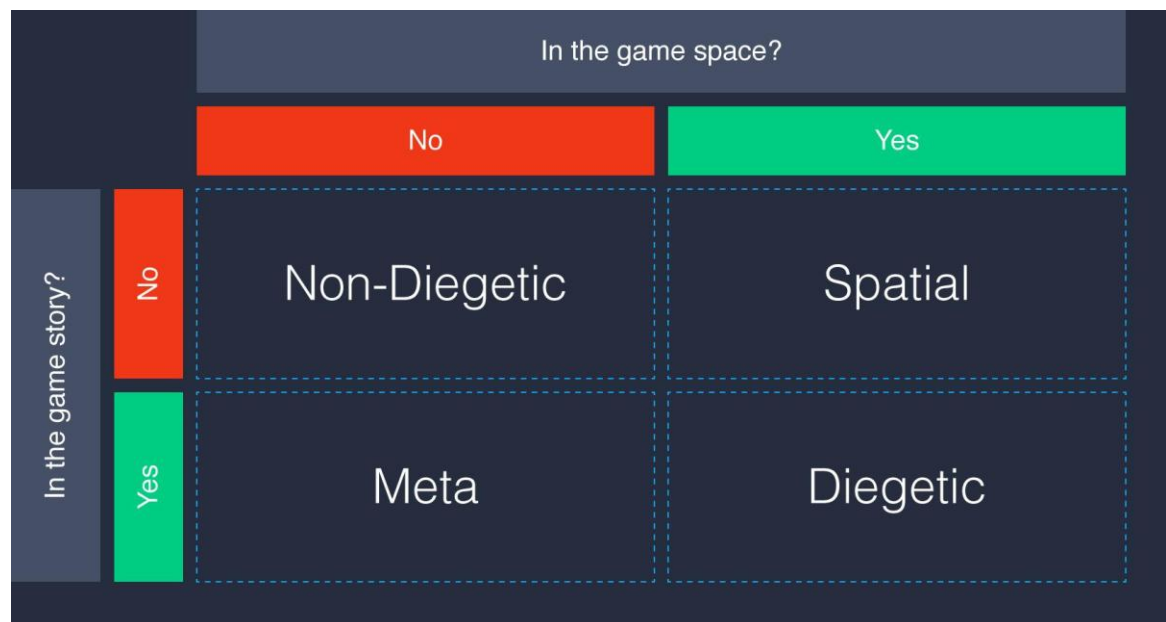 In the game space?
No
Yes
In the game story?
No
Non-Diegetic
Spatial
Yes
Meta
Diegetic